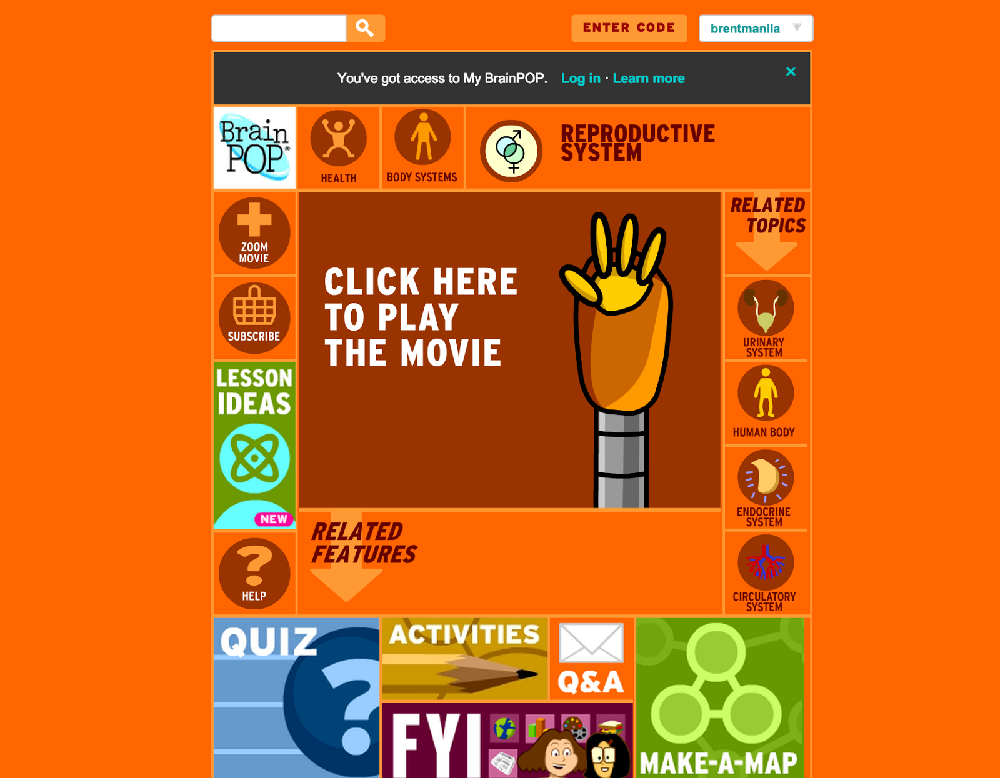 ENTER CODE
brentmanila
You've got access to My BrainPOP. Log in · Learn more
Brain
POP®
HEALTH
BODY SYSTEMS
REPRODUCTIVE
SYSTEM
ZOOM
MOVIE
SUBSCRIBE
LESSON
IDEAS
NEW
HELP
CLICK HERE
TO PLAY
THE MOVIE
RELATED
TOPICS
URINARY
SYSTEM
HUMAN BODY
ENDOCRINE
SYSTEM
CIRCULATORY
SYSTEM
RELATED
FEATURES
QUIZ
ACTIVITIES
Q&A
FYI
MAKE-A-MAP